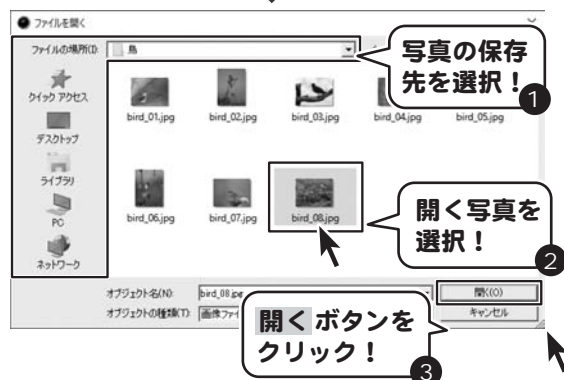 ファイルを開く
ファイルの場所(I):
鳥
写真の保存
先を選択!
1
クイック アクセス
デスクトップ
ライブラリ
PC
ネットワーク
bird_01.jpg
bird_02.jpg
bird_03.jpg
bird_04.jpg
bird_05.jpg
bird_06.jpg
bird_07.jpg
bird_08.jpg
開く写真を
選択!
2
オブジェクト名(N):
bird_08.jpg
開く(O)
オブジェクトの種類(T):
画像ファイ
キャンセル
開く ボタンを
クリック!
3